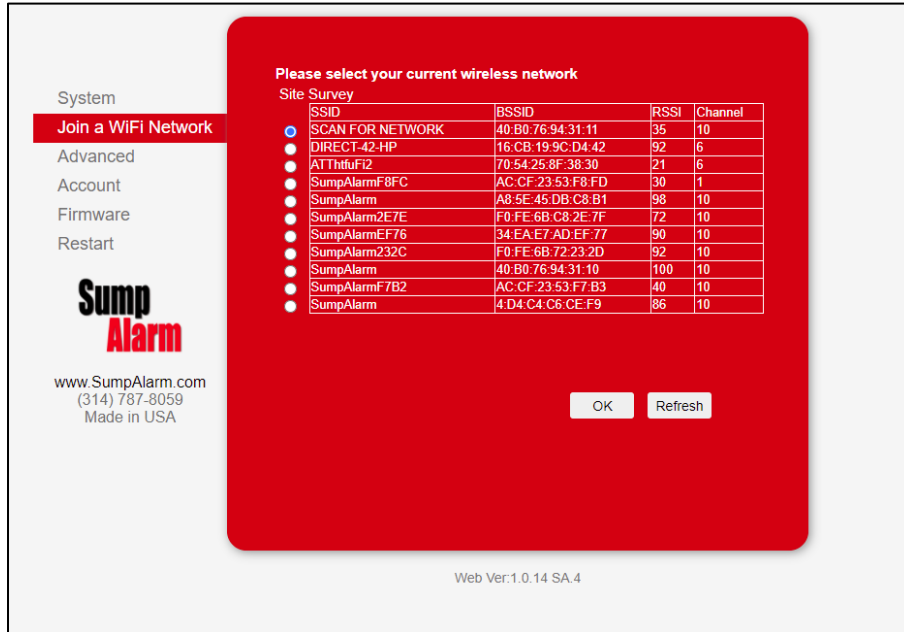 System
Join a WiFi Network
Advanced
Account
Firmware
Restart
Sump
Alarm
www.SumpAlarm.com
(314) 787-8059
Made in USA
Please select your current wireless network
Site Survey
SSID BSSID RSSI Channel
SCAN FOR NETWORK 40:B0:76:94:31:11 35 10
DIRECT-42-HP 16:CB:19:9C:D4:42 92 6
ATThtfuFi2 70:54:25:8F:38:30 21 6
SumpAlarmF8FC AC:CF:23:53:F8:FD 30 1
SumpAlarm A8:5E:45:DB:C8:B1 98 10
SumpAlarm2E7E F0:FE:6B:C8:2E:7F 72 10
SumpAlarmEF76 34:EA:E7:AD:EF:77 90 10
SumpAlarm232C F0:FE:6B:72:23:2D 92 10
SumpAlarm 40:B0:76:94:31:10 100 10
SumpAlarmF7B2 AC:CF:23:53:F7:B3 40 10
SumpAlarm 4:D4:C4:C6:CE:F9 86 10
OK Refresh
Web Ver:1.0.14 SA.4